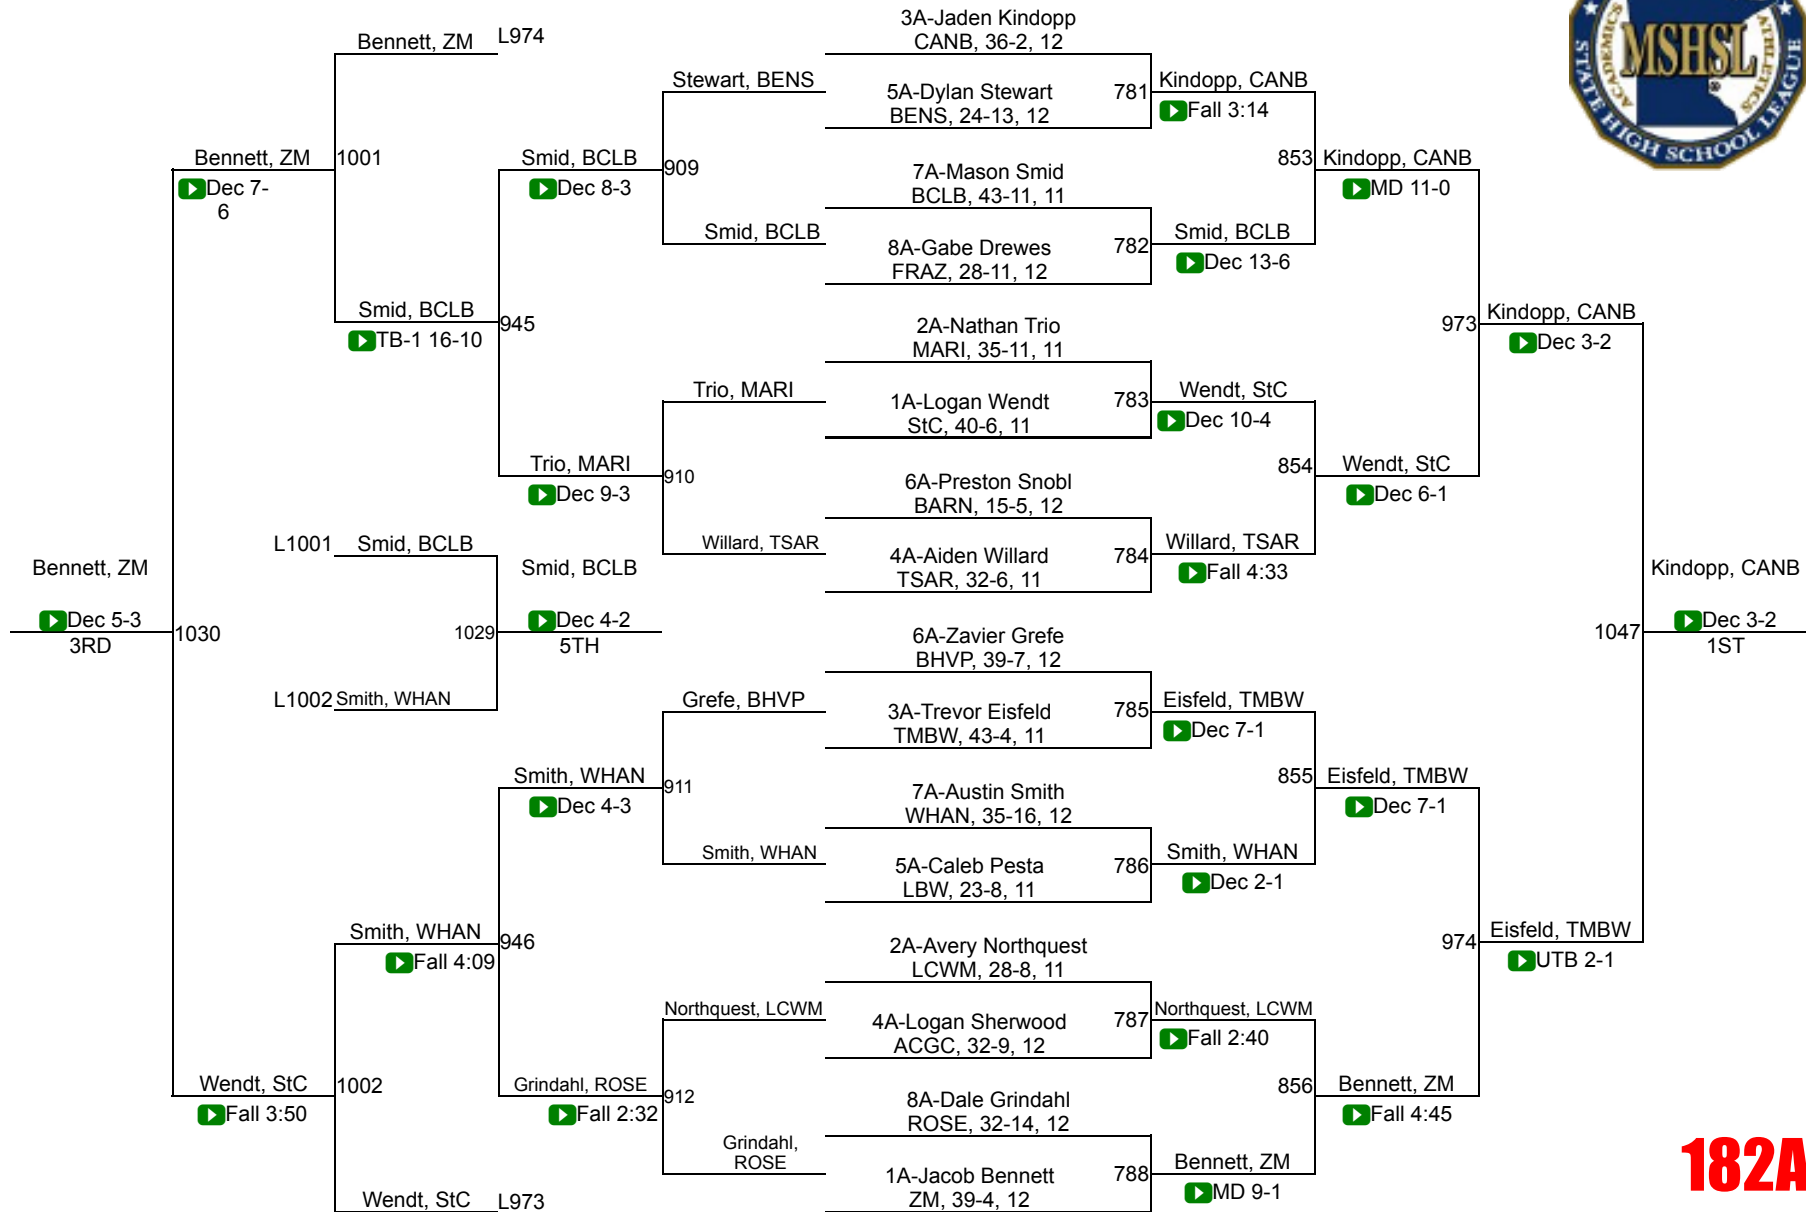 Bennett, ZM
L974
1001
Bennett, ZM
Dec 7-
6
Smid, BCLB
TB-1 16-10
945
Smid, BCLB
Dec 8-3
909
Stewart, BENS
Smid, BCLB
Trio, MARI
Dec 9-3
910
Trio, MARI
Willard, TSAR
L1001
Smid, BCLB
Smid, BCLB
1029
Dec 4-2
5TH
L1002
Smith, WHAN
Bennett, ZM
Dec 5-3
3RD
1030
Smith, WHAN
Dec 4-3
911
Grefe, BHVP
Smith, WHAN
Smith, WHAN
Fall 4:09
946
Grindahl, ROSE
Fall 2:32
912
Northquest, LCWM
Grindahl,
ROSE
Wendt, StC
Fall 3:50
1002
Wendt, StC
L973
3A-Jaden Kindopp
CANB, 36-2, 12
5A-Dylan Stewart
BENS, 24-13, 12
781
7A-Mason Smid
BCLB, 43-11, 11
8A-Gabe Drewes
FRAZ, 28-11, 12
782
2A-Nathan Trio
MARI, 35-11, 11
1A-Logan Wendt
StC, 40-6, 11
783
6A-Preston Snobl
BARN, 15-5, 12
4A-Aiden Willard
TSAR, 32-6, 11
784
6A-Zavier Grefe
BHVP, 39-7, 12
3A-Trevor Eisfeld
TMBW, 43-4, 11
785
7A-Austin Smith
WHAN, 35-16, 12
5A-Caleb Pesta
LBW, 23-8, 11
786
2A-Avery Northquest
LCWM, 28-8, 11
4A-Logan Sherwood
ACGC, 32-9, 12
787
8A-Dale Grindahl
ROSE, 32-14, 12
1A-Jacob Bennett
ZM, 39-4, 12
788
Kindopp, CANB
Fall 3:14
853
Smid, BCLB
Dec 13-6
Wendt, StC
Dec 10-4
854
Willard, TSAR
Fall 4:33
Eisfeld, TMBW
Dec 7-1
855
Smith, WHAN
Dec 2-1
Northquest, LCWM
Fall 2:40
856
Bennett, ZM
MD 9-1
Kindopp, CANB
MD 11-0
973
Wendt, StC
Dec 6-1
Eisfeld, TMBW
Dec 7-1
974
Bennett, ZM
Fall 4:45
Kindopp, CANB
Dec 3-2
1047
Eisfeld, TMBW
UTB 2-1
Kindopp, CANB
Dec 3-2
1ST
ACADEMICS
MSHSL
ATHLETICS
STATE HIGH SCHOOL LEAGUE
182A